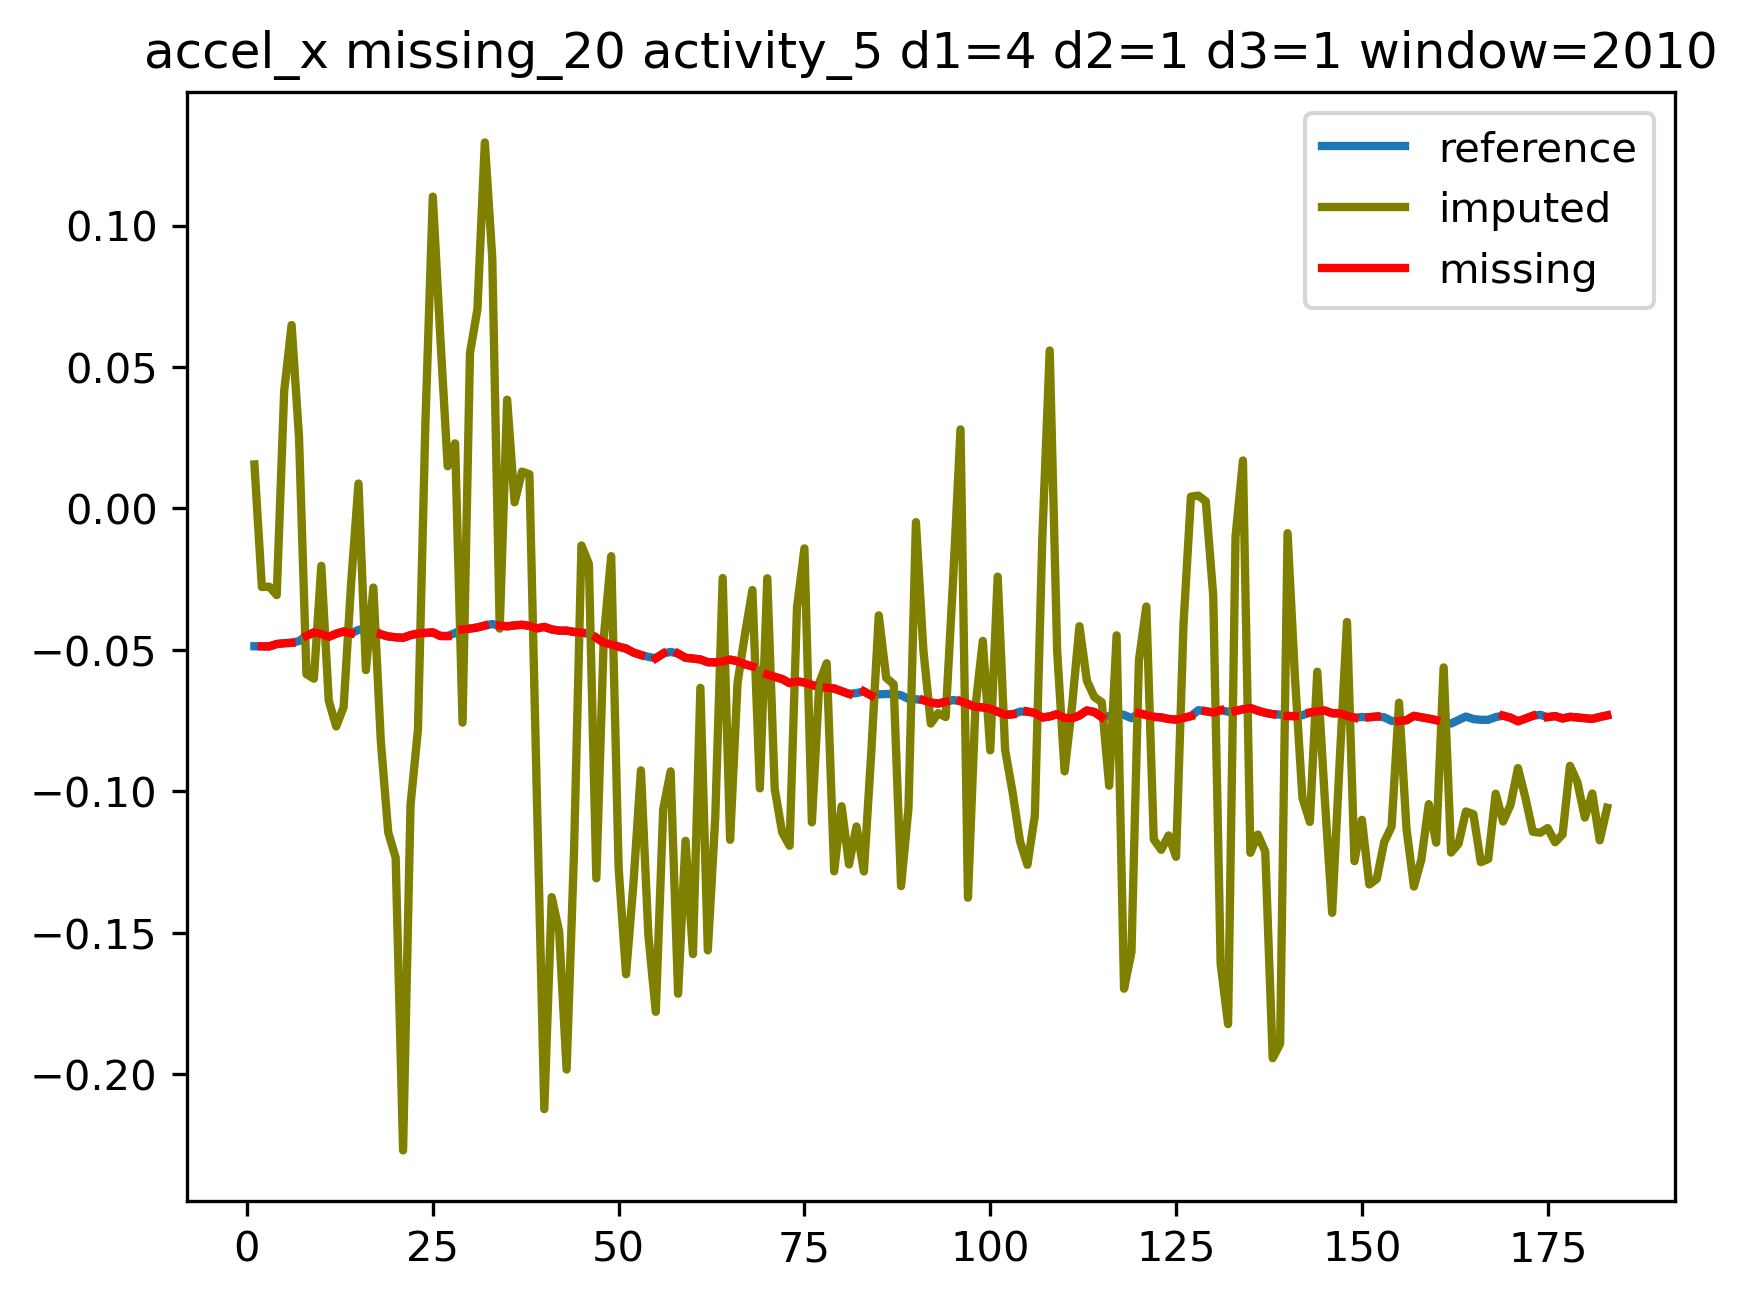 accel_x missing_20 activity_5 d1=4 d2=1 d3=1 window=2010
reference
imputed
missing
0.10
0.05
0.00
−0.05
−0.10
−0.15
−0.20
0 25 50 75 100 125 150 175